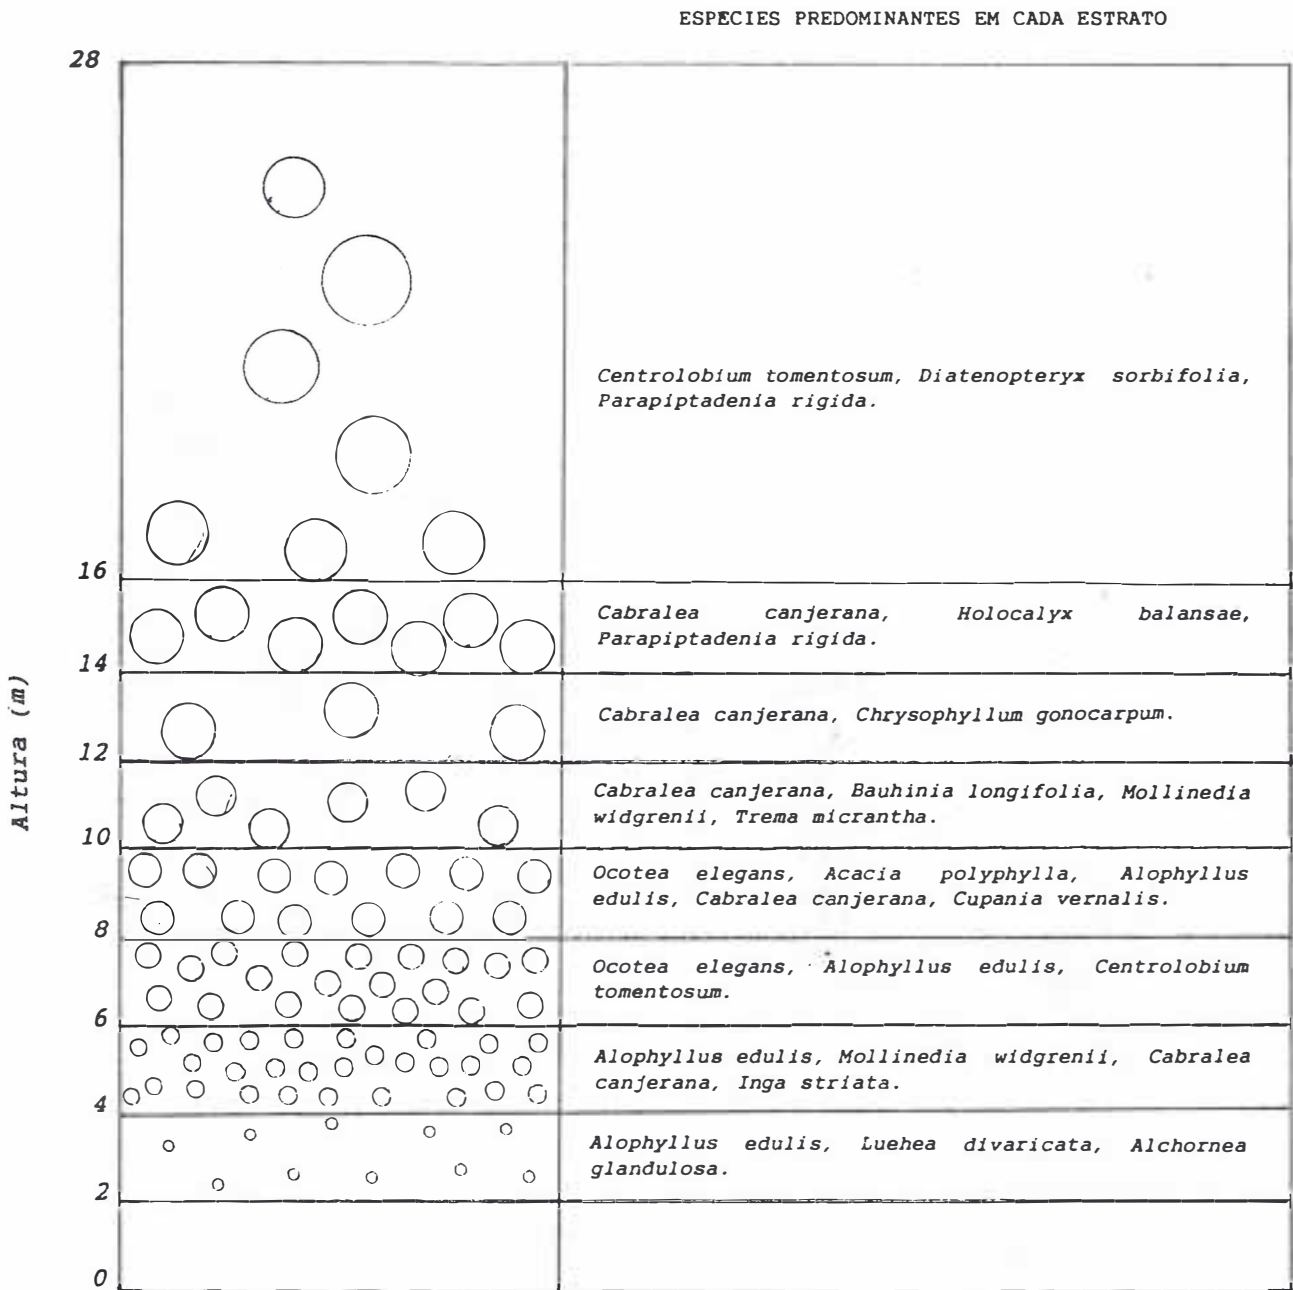 ESPECIES PREDOMINANTES EM CADA ESTRATO
28
Centrolobium tomentosum, Diatenopteryx sorbifolia,
Parapiptadenia rigida.
16
Cabralea canjerana, Holocalyx balansae,
Parapiptadenia rigida.
14
Cabralea canjerana, Chrysophyllum gonocarpum.
12
Cabralea canjerana, Bauhinia longifolia, Mollinedia
widgrenii, Trema micrantha.
10
Ocotea elegans, Acacia polyphylla, Alophyllus
edulis, Cabralea canjerana, Cupania vernalis.
8
Ocotea elegans, Alophyllus edulis, Centrolobium
tomentosum.
6
Alophyllus edulis, Mollinedia widgrenii, Cabralea
canjerana, Inga striata.
4
Alophyllus edulis, Luehea divaricata, Alchornea
glandulosa.
2
0
Altura (m)